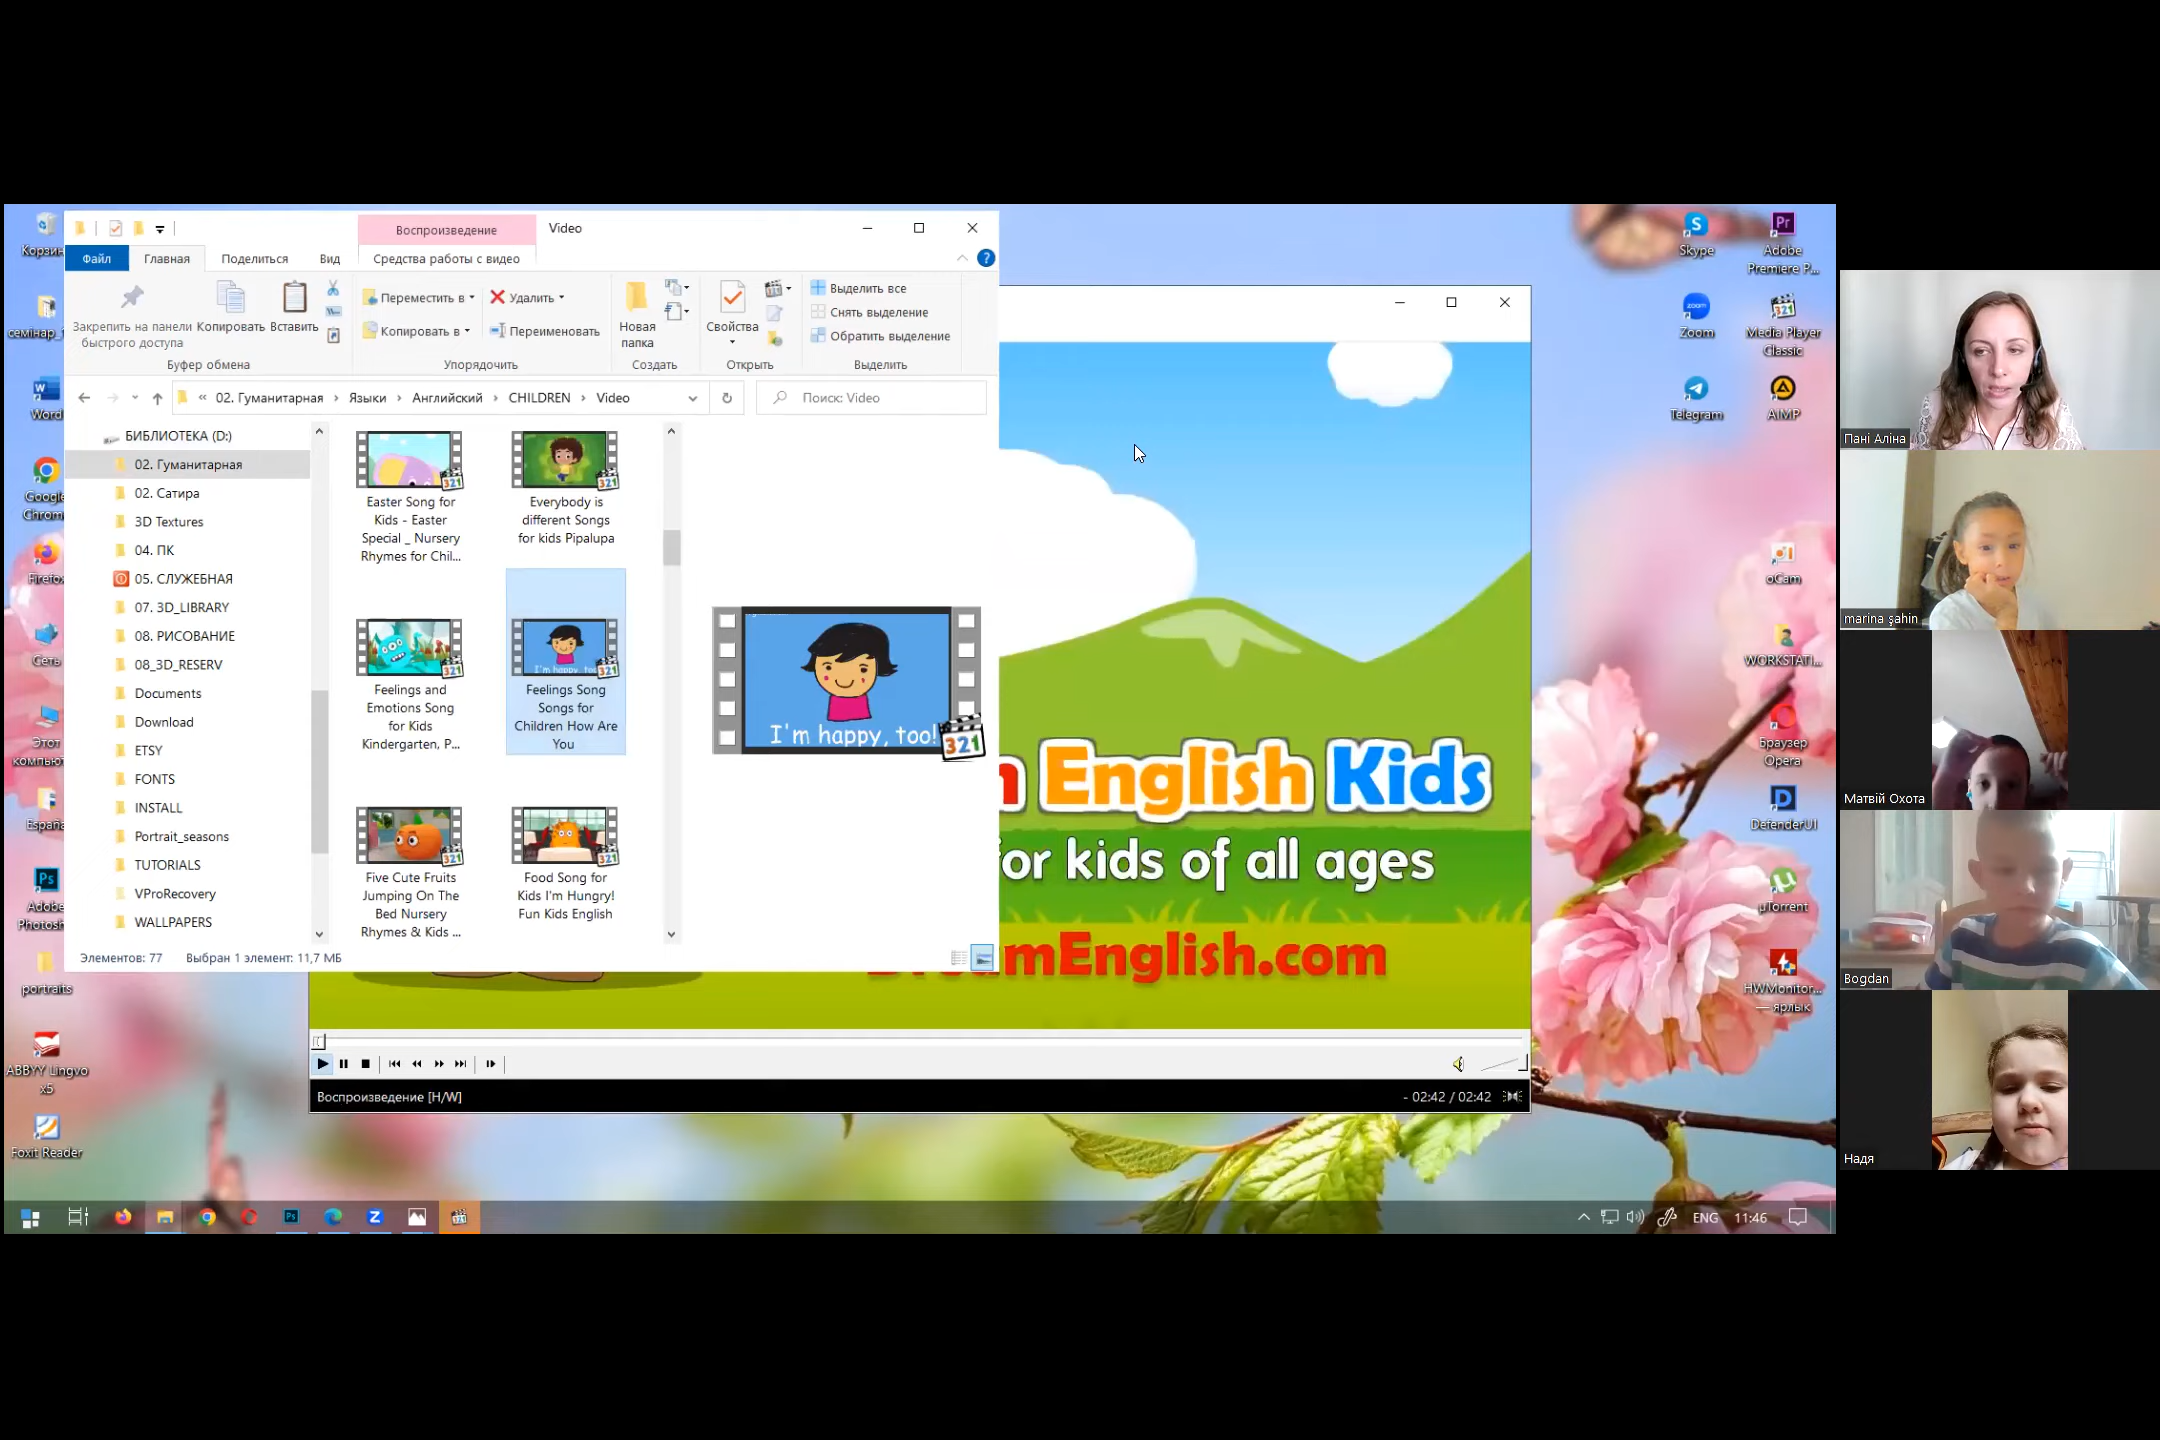 Воспроизведение
Video
Файл
Главная
Поделиться
Вид
Средства работы с видео
Закрепить на панели
быстрого доступа
Копировать
Вставить
Буфер обмена
Переместить в
Копировать в
Удалить
Переименовать
Упорядочить
Новая
папка
Создать
Свойства
Открыть
Выделить все
Снять выделение
Обратить выделение
Выделить
« 02. Гуманитарная › Языки › Английский › CHILDREN › Video
Поиск: Video
БИБЛИОТЕКА (D:)
02. Гуманитарная
02. Сатира
3D Textures
04. ПК
05. СЛУЖЕБНАЯ
07. 3D_LIBRARY
08. РИСОВАНИЕ
08_3D_RESERV
Documents
Download
ETSY
FONTS
INSTALL
Portrait_seasons
TUTORIALS
VProRecovery
WALLPAPERS
Easter Song for
Kids - Easter
Special _ Nursery
Rhymes for Chil...
Everybody is
different Songs
for kids Pipalupa
Feelings and
Emotions Song
for Kids
Kindergarten, P...
Feelings Song
Songs for
Children How Are
You
Five Cute Fruits
Jumping On The
Bed Nursery
Rhymes & Kids ...
Food Song for
Kids I'm Hungry!
Fun Kids English
I'm happy, too!
321
Элементов: 77
Выбран 1 элемент: 11,7 МБ
English Kids
or kids of all ages
mEnglish.com
Воспроизведение [H/W]
- 02:42 / 02:42
Корзин
семінар_
Word
Google
Chrom
Firefox
Сеть
Этот
компьют
España
Adobe
Photosh
portraits
ABBYY Lingvo
x5
Foxit Reader
Skype
Adobe
Premiere P...
Zoom
Media Player
Classic
Telegram
AIMP
oCam
WORKSTATI...
Браузер
Opera
DefenderUI
µTorrent
HWMonitor...
— ярлык
ENG
11:46
Пані Аліна
marina şahin
Матвій Охота
Bogdan
Надя